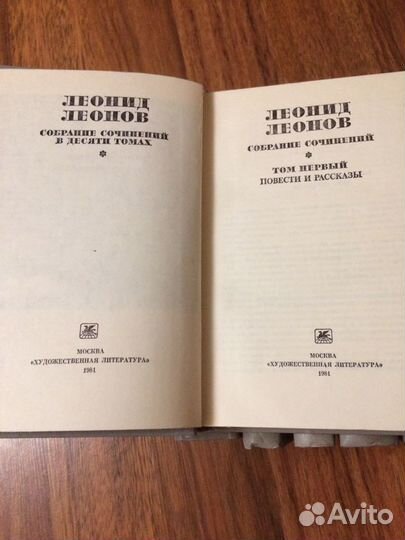 ЛЕОНИД
ЛЕОНОВ
СОБРАНИЕ СОЧИНЕНИЙ
В ДЕСЯТИ ТОМАХ
*
МОСКВА
«ХУДОЖЕСТВЕННАЯ ЛИТЕРАТУРА»
1981
ЛЕОНИД
ЛЕОНОВ
СОБРАНИЕ СОЧИНЕНИЙ
*
ТОМ ПЕРВЫЙ
ПОВЕСТИ И РАССКАЗЫ
МОСКВА
«ХУДОЖЕСТВЕННАЯ ЛИТЕРАТУРА»
1981
Avito